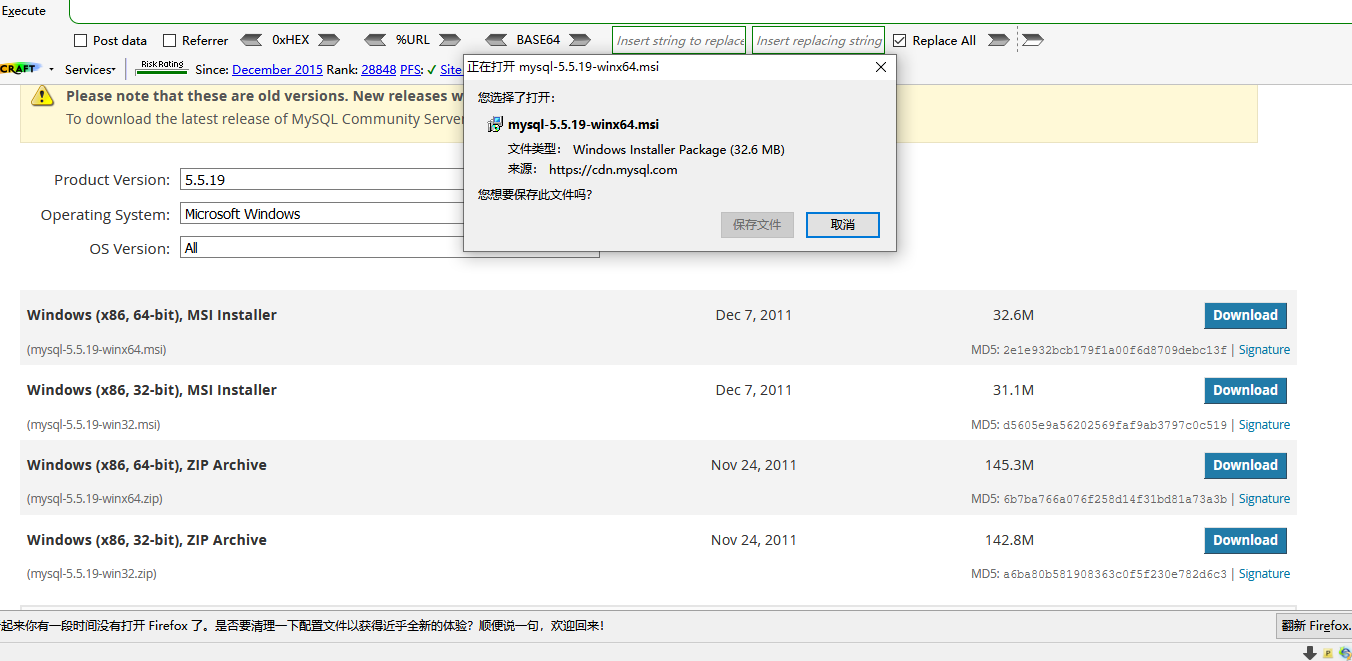 Execute
Post data Referrer 0xHEX %URL BASE64 Insert string to replace Insert replacing string Replace All
CRAFT Services Risk Rating Since: December 2015 Rank: 28848 PFS: ✓ Site
正在打开 mysql-5.5.19-winx64.msi
您选择了打开：
mysql-5.5.19-winx64.msi
文件类型： Windows Installer Package (32.6 MB)
来源： https://cdn.mysql.com
您想要保存此文件吗？
保存文件 取消
Please note that these are old versions. New releases w
To download the latest release of MySQL Community Server
Product Version: 5.5.19
Operating System: Microsoft Windows
OS Version: All
Windows (x86, 64-bit), MSI Installer Dec 7, 2011 32.6M Download
(mysql-5.5.19-winx64.msi) MD5: 2e1e932bcb179f1a00f6d8709debc13f | Signature
Windows (x86, 32-bit), MSI Installer Dec 7, 2011 31.1M Download
(mysql-5.5.19-win32.msi) MD5: d5605e9a56202569faf9ab3797c0c519 | Signature
Windows (x86, 64-bit), ZIP Archive Nov 24, 2011 145.3M Download
(mysql-5.5.19-winx64.zip) MD5: 6b7ba766a076f258d14f31bd81a73a3b | Signature
Windows (x86, 32-bit), ZIP Archive Nov 24, 2011 142.8M Download
(mysql-5.5.19-win32.zip) MD5: a6ba80b581908363c0f5f230e782d6c3 | Signature
起来你有一段时间没有打开 Firefox 了。是否要清理一下配置文件以获得近乎全新的体验？顺便说一句，欢迎回来！ 翻新 Firefox.